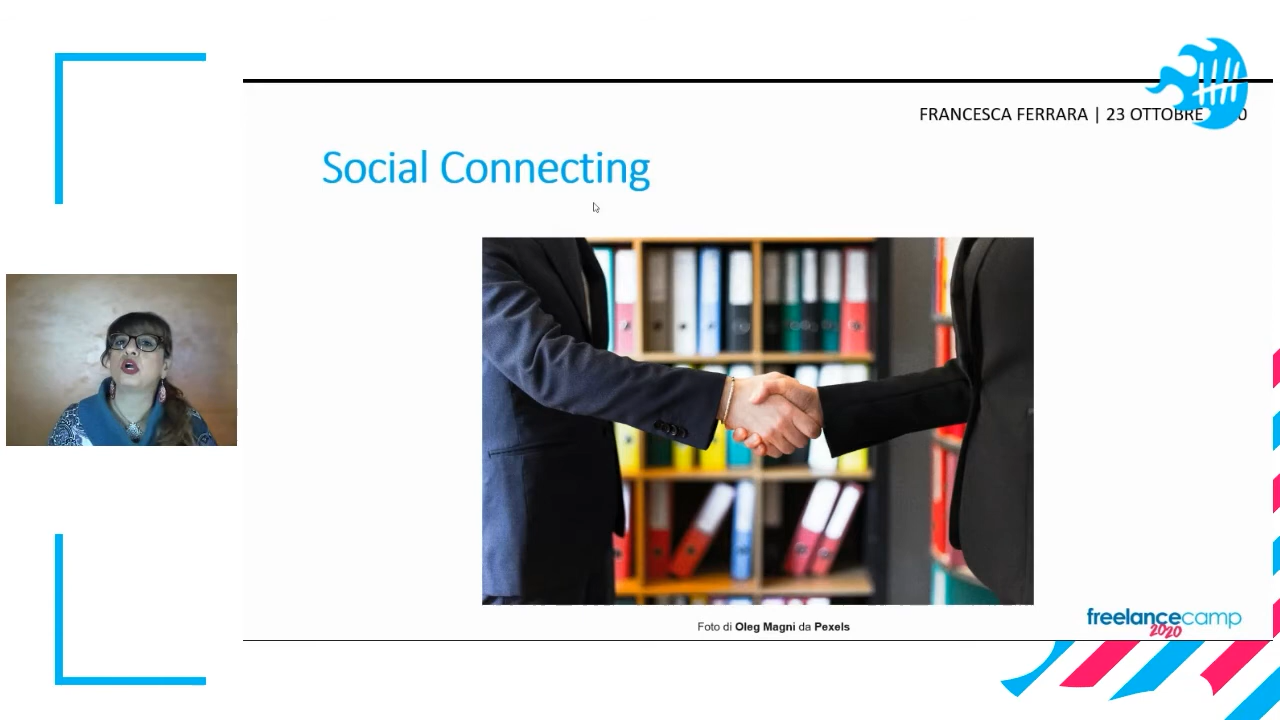 FRANCESCA FERRARA | 23 OTTOBRE
Social Connecting
Foto di Oleg Magni da Pexels
freelancecamp
2020